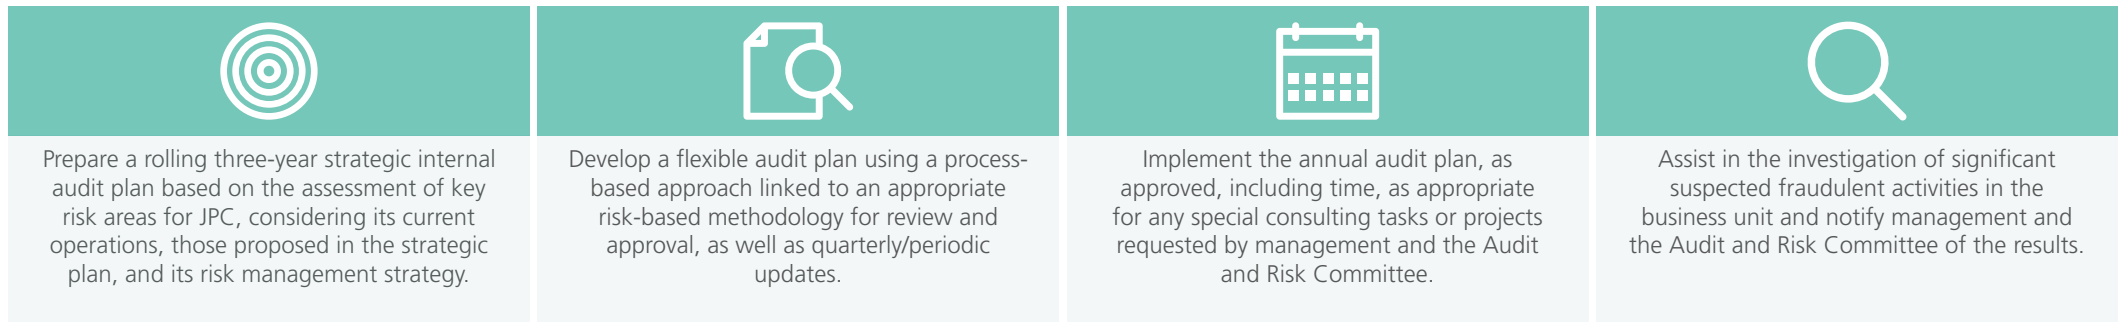 Prepare a rolling three-year strategic internal
audit plan based on the assessment of key
risk areas for JPC, considering its current
operations, those proposed in the strategic
plan, and its risk management strategy.
Develop a flexible audit plan using a process-
based approach linked to an appropriate
risk-based methodology for review and
approval, as well as quarterly/periodic
updates.
Implement the annual audit plan, as
approved, including time, as appropriate
for any special consulting tasks or projects
requested by management and the Audit
and Risk Committee.
Assist in the investigation of significant
suspected fraudulent activities in the
business unit and notify management and
the Audit and Risk Committee of the results.